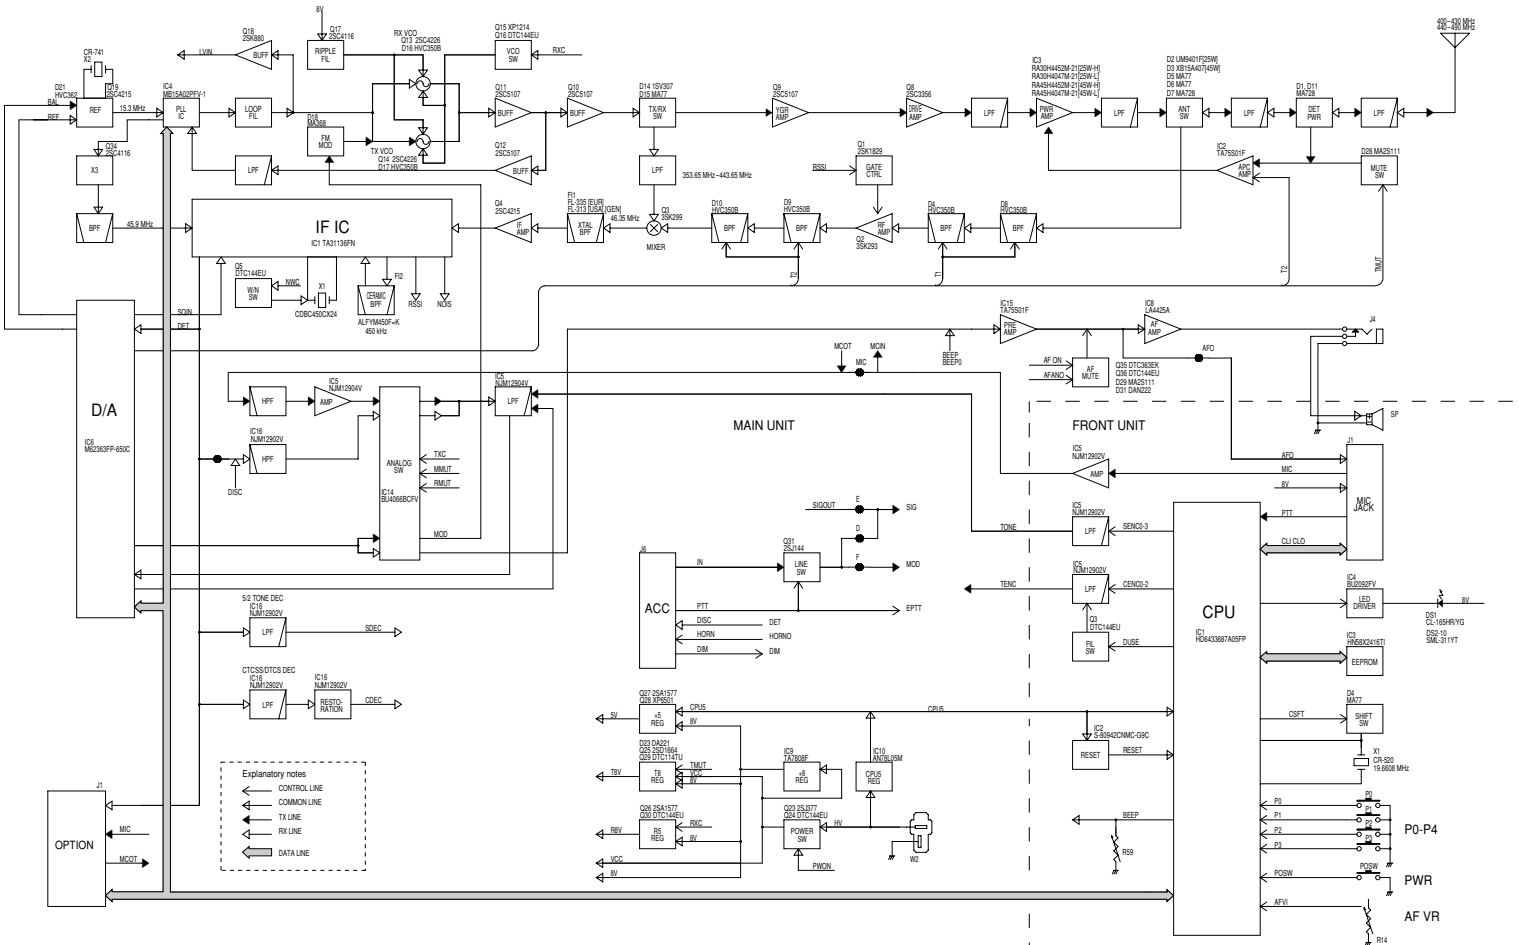 8V
Q17
2SC4116
RIPPLE
FIL
RX VCO
Q13 2SC4226
D16 HVC350B
Q15 XP1214
Q16 DTC144EU
VCO
SW
RXC
Q18
2SK880
BUFF
LVIN
CR-741
X2
D21
HVC362
Q19
2SC4215
REF
BAL
REF
15.3 MHz
IC4
MB15A02PFV-1
PLL
IC
LOOP
FIL
D18
MA368
FM
MOD
TX VCO
Q14 2SC4226
D17 HVC350B
Q11
2SC5107
BUFF
Q10
2SC5107
BUFF
Q12
2SC5107
BUFF
D14 1SV307
D15 MA77
TX/RX
SW
Q9
2SC5107
YGR
AMP
Q8
2SC3356
DRIVE
AMP
LPF
IC3
RA30H4452M-21[25W-H]
RA30H4047M-21[25W-L]
RA45H4452M-21[45W-H]
RA45H4047M-21[45W-L]
PWR
AMP
LPF
D2 UM9401F[25W]
D3 XB15A407[45W]
D5 MA77
D6 MA77
D7 MA77
ANT
SW
LPF
D1, D11
MA728
DET
PWR
LPF
400-430 MHz
440-490 MHz
Q34
2SC4116
X3
BPF
45.9 MHz
LPF
LPF
353.65 MHz~443.65 MHz
RSSI
Q1
2SK1829
GATE
CTRL
IC2
TA75S01F
APC
AMP
D28 MA2S111
MUTE
SW
IF IC
IC1 TA31136FN
Q4
2SC4215
IF
AMP
FI1
FL-335 [EUR]
FL-313 [USA],[GEN]
XTAL
BPF
46.35 MHz
Q3
3SK299
MIXER
D10
HVC350B
BPF
D9
HVC350B
BPF
RF
AMP
Q2
3SK293
D4
HVC350B
BPF
D8
HVC350B
BPF
T2
T1
T2
TMUT
Q5
DTC144EU
W/N
SW
NWC
X1
CDBC450CX24
FI2
CERAMIC
BPF
ALFYM450F=K
450 kHz
RSSI
NOIS
SQIN
DET
D/A
IC6
M62363FP-650C
HPF
IC5
NJM12904V
AMP
IC16
NJM12902V
HPF
DISC
ANALOG
SW
IC14
BU4066BCFV
TXC
MMUT
RMUT
MOD
IC5
NJM12904V
LPF
MCOT
MCIN
MIC
BEEP
BEEP0
IC15
TA75S01F
PRE
AMP
IC8
LA4425A
AF
AMP
J4
AFO
AF ON
AFANO
AF
MUTE
Q35 DTC363EK
Q36 DTC144EU
D29 MA2S111
D31 DAN222
SP
MAIN UNIT
FRONT UNIT
IC5
NJM12902V
AMP
J1
MIC
JACK
AFO
MIC
8V
PTT
CLI CLO
SIGOUT
E
SIG
D
F
MOD
J6
ACC
IN
Q31
2SJ144
LINE
SW
PTT
EPTT
DISC
DET
HORN
HORNO
DIM
DIM
TONE
IC5
NJM12902V
LPF
SENC0-3
TENC
IC5
NJM12902V
LPF
CENC0-2
Q3
DTC144EU
FIL
SW
DUSE
CPU
IC1
HD6433687A05FP
IC4
BU2092FV
LED
DRIVER
8V
DS1
CL-165HR/YG
DS2-10
SML-311YT
IC3
HN58X2416TI
EEPROM
5/2 TONE DEC
IC16
NJM12902V
LPF
SDEC
CTCSS/DTCS DEC
IC16
NJM12902V
LPF
IC16
NJM12902V
RESTO-
RATION
CDEC
Q27 2SA1577
Q28 XP6501
+5
REG
5V
CPU5
8V
CPU5
D23 DA221
Q25 2SD1664
Q29 DTC114TU
T8
REG
T8V
TMUT
VCC
8V
IC9
TA7808F
+8
REG
IC10
AN78L05M
CPU5
REG
Q26 2SA1577
Q30 DTC144EU
R5
REG
R8V
RXC
8V
Q23 2SJ377
Q24 DTC144EU
POWER
SW
HV
W2
PWON
VCC
8V
IC2
S-80942CNMC-G9C
RESET
RESET
D4
MA77
CSFT
SHIFT
SW
X1
CR-520
19.6608 MHz
BEEP
R59
P0
P1
P2
P3
P0
P1
P2
P3
P0-P4
POSW
POSW
PWR
AFVI
R14
AF VR
Explanatory notes
CONTROL LINE
COMMON LINE
TX LINE
RX LINE
DATA LINE
J1
OPTION
MIC
MCOT